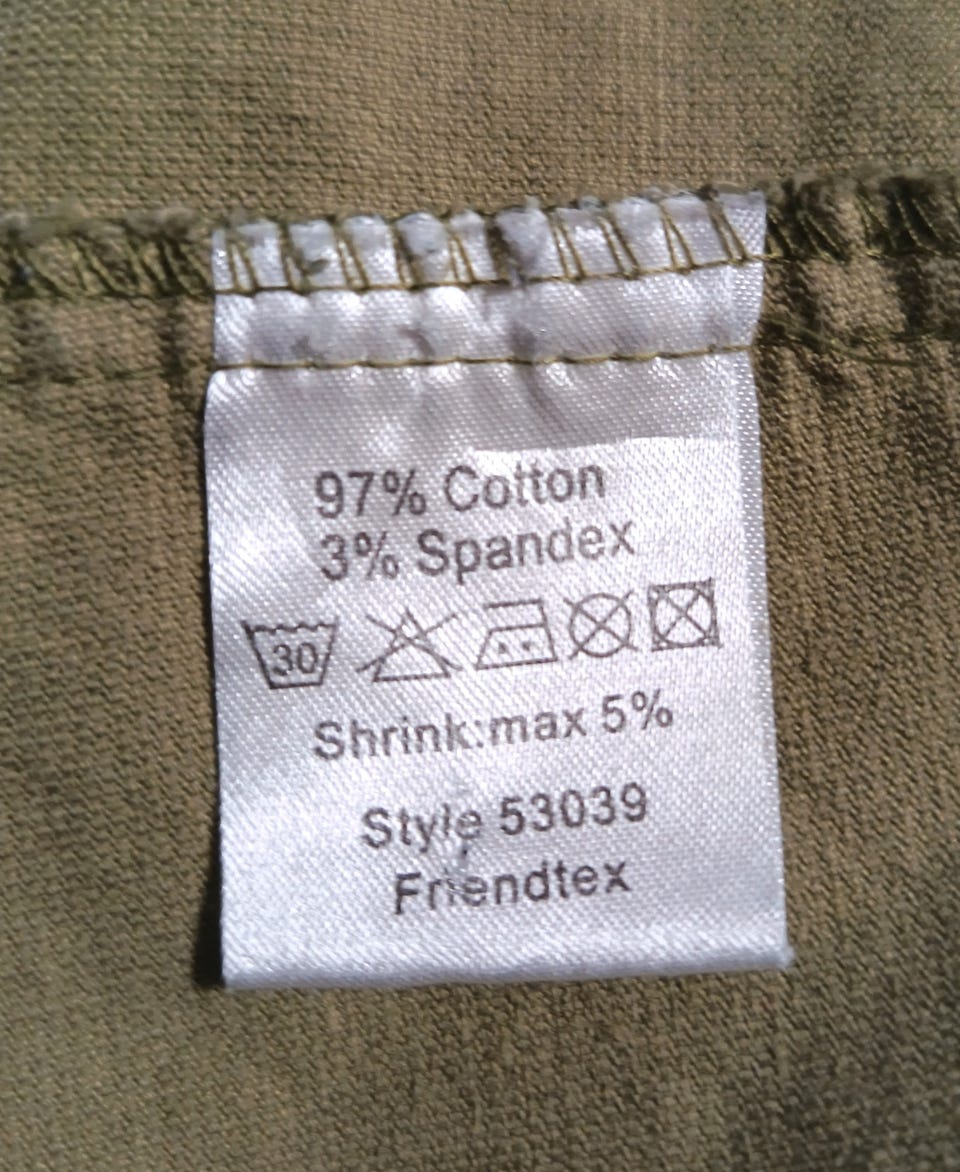 97% Cotton
3% Spandex
30
Shrink:max 5%
Style 53039
Friendtex